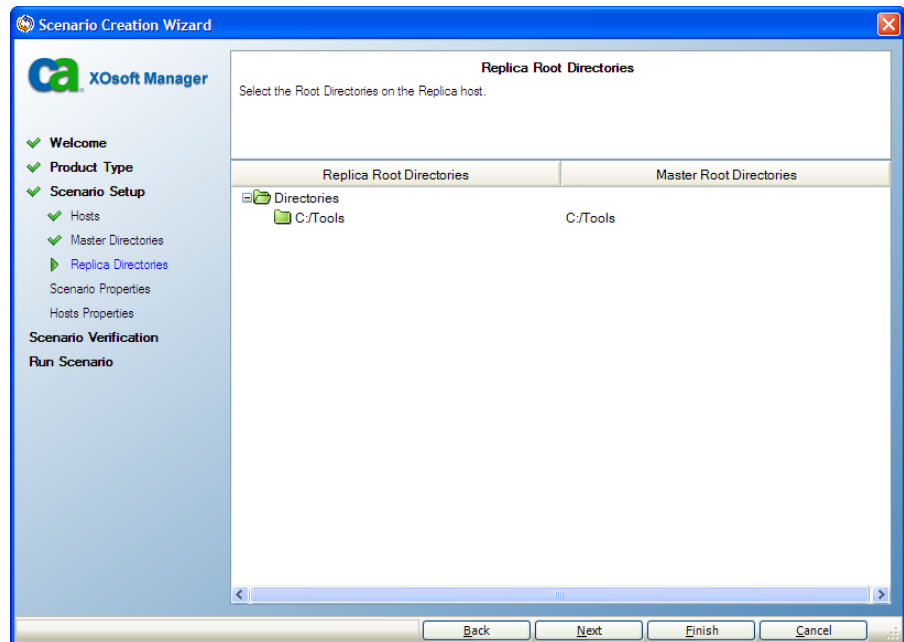 Scenario Creation Wizard
ca
XOsoft Manager
Welcome
Product Type
Scenario Setup
Hosts
Master Directories
Replica Directories
Scenario Properties
Hosts Properties
Scenario Verification
Run Scenario
Replica Root Directories
Select the Root Directories on the Replica host.
Replica Root Directories Master Root Directories
Directories
C:/Tools C:/Tools
Back Next Finish Cancel